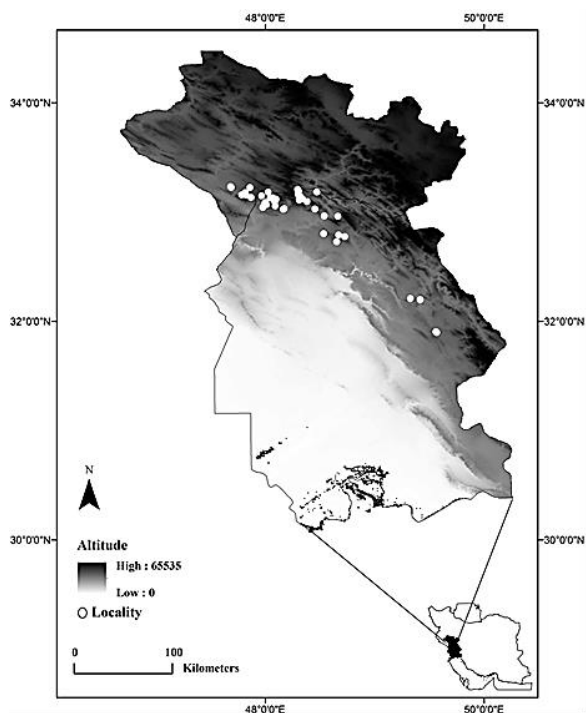 48°0'0"E 50°0'0"E
34°0'0"N 34°0'0"N
32°0'0"N 32°0'0"N
N
30°0'0"N 30°0'0"N
Altitude
High : 65535
Low : 0
Locality
0 100
Kilometers
48°0'0"E 50°0'0"E